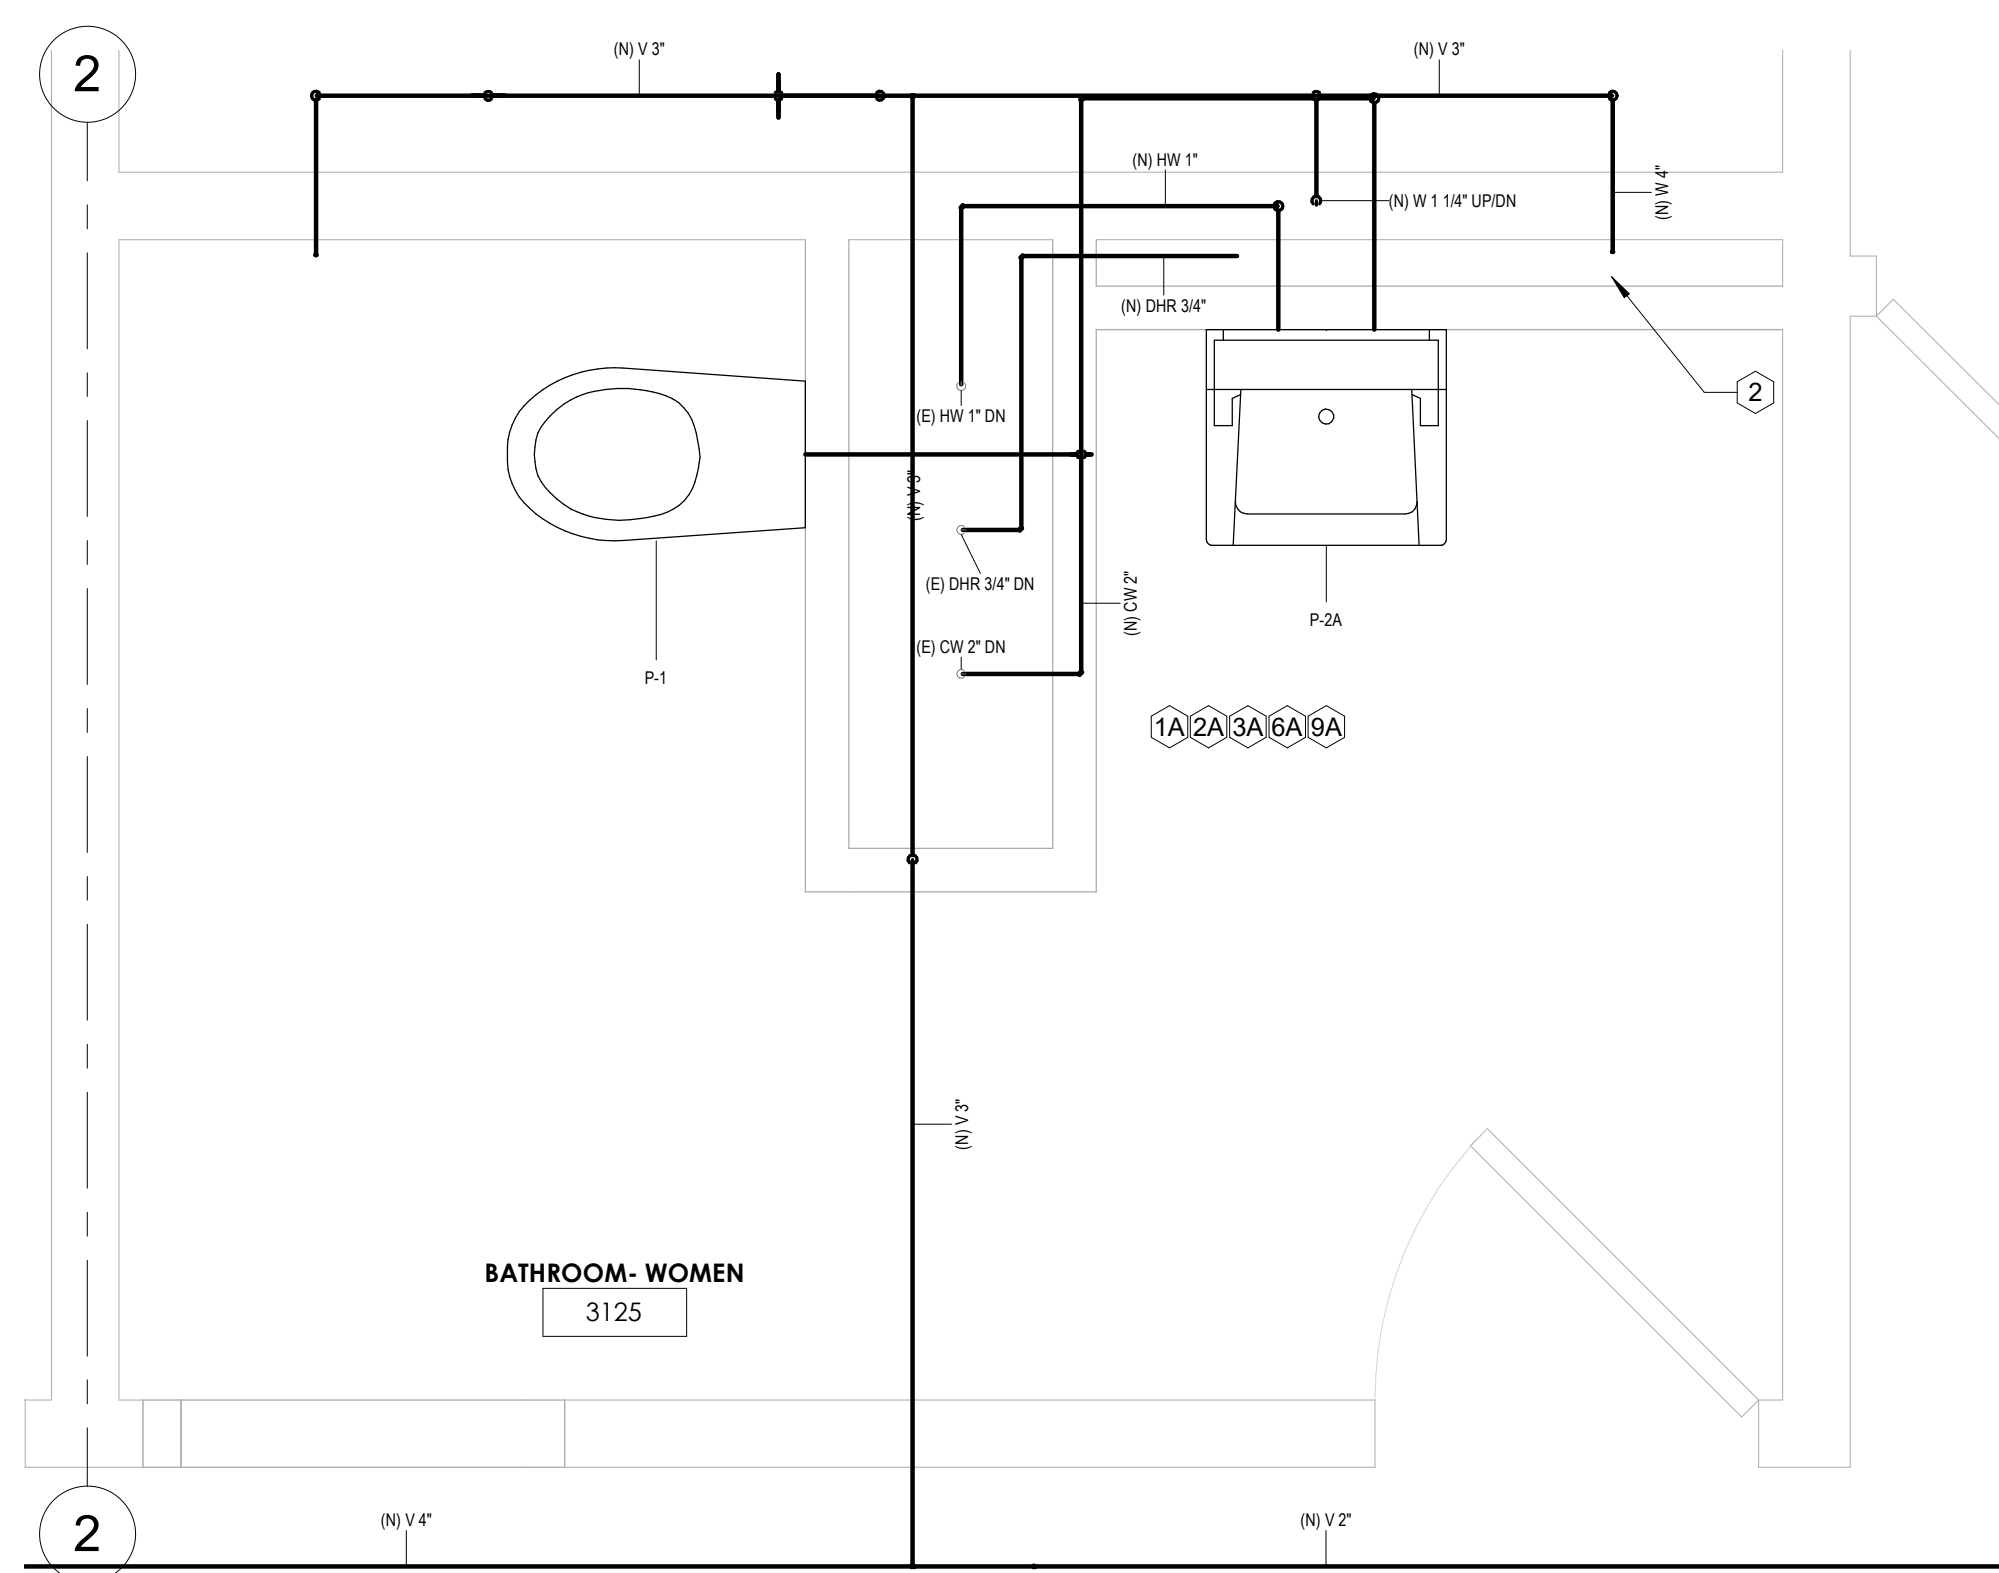 2
(N) V 3"
(N) V 3"
(N) HW 1"
(N) W 4"
(N) W 1 1/4" UP/DN
(N) DHR 3/4"
2
(E) HW 1" DN
(N) V 3"
(E) DHR 3/4" DN
(N) CW 2"
P-2A
(E) CW 2" DN
P-1
1A 2A 3A 6A 9A
(N) V 3"
BATHROOM- WOMEN
3125
(N) V 4"
(N) V 2"
2